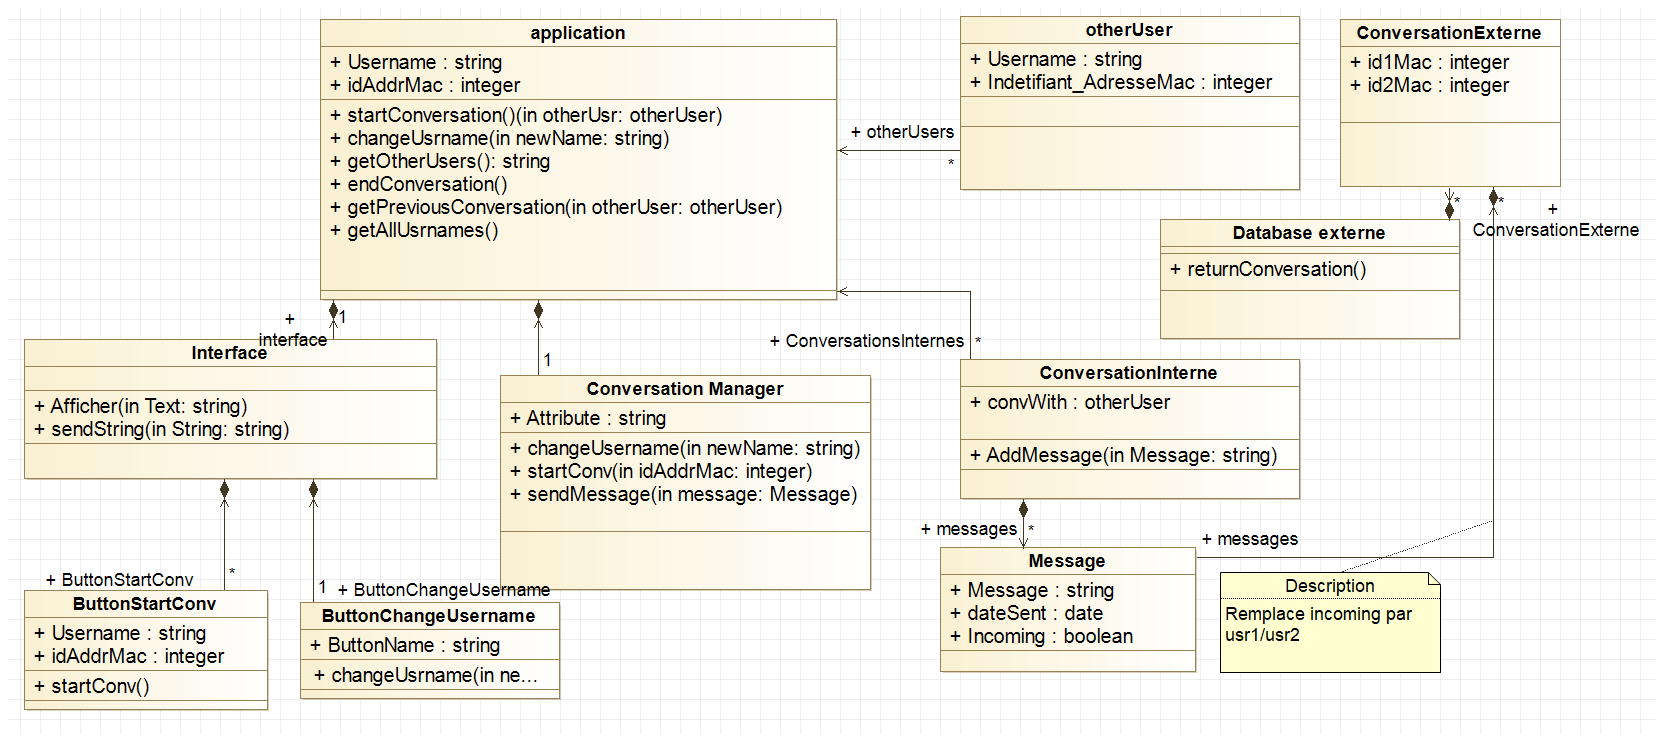 application
+ Username : string
+ idAddrMac : integer
+ startConversation()(in otherUsr: otherUser)
+ changeUsrname(in newName: string)
+ getOtherUsers(): string
+ endConversation()
+ getPreviousConversation(in otherUser: otherUser)
+ getAllUsrnames()
otherUser
+ Username : string
+ Indetifiant_AdresseMac : integer
+ otherUsers
*
ConversationExterne
+ id1Mac : integer
+ id2Mac : integer
*
*
+
ConversationExterne
Database externe
+ returnConversation()
+
interface
1
Interface
+ Afficher(in Text: string)
+ sendString(in String: string)
1
Conversation Manager
+ Attribute : string
+ changeUsername(in newName: string)
+ startConv(in idAddrMac: integer)
+ sendMessage(in message: Message)
+ ConversationsInternes
*
ConversationInterne
+ convWith : otherUser
+ AddMessage(in Message: string)
+ messages
*
Message
+ Message : string
+ dateSent : date
+ Incoming : boolean
+ messages
Description
Remplace incoming par
usr1/usr2
+ ButtonStartConv
*
ButtonStartConv
+ Username : string
+ idAddrMac : integer
+ startConv()
1
+ ButtonChangeUsername
ButtonChangeUsername
+ ButtonName : string
+ changeUsrname(in ne...